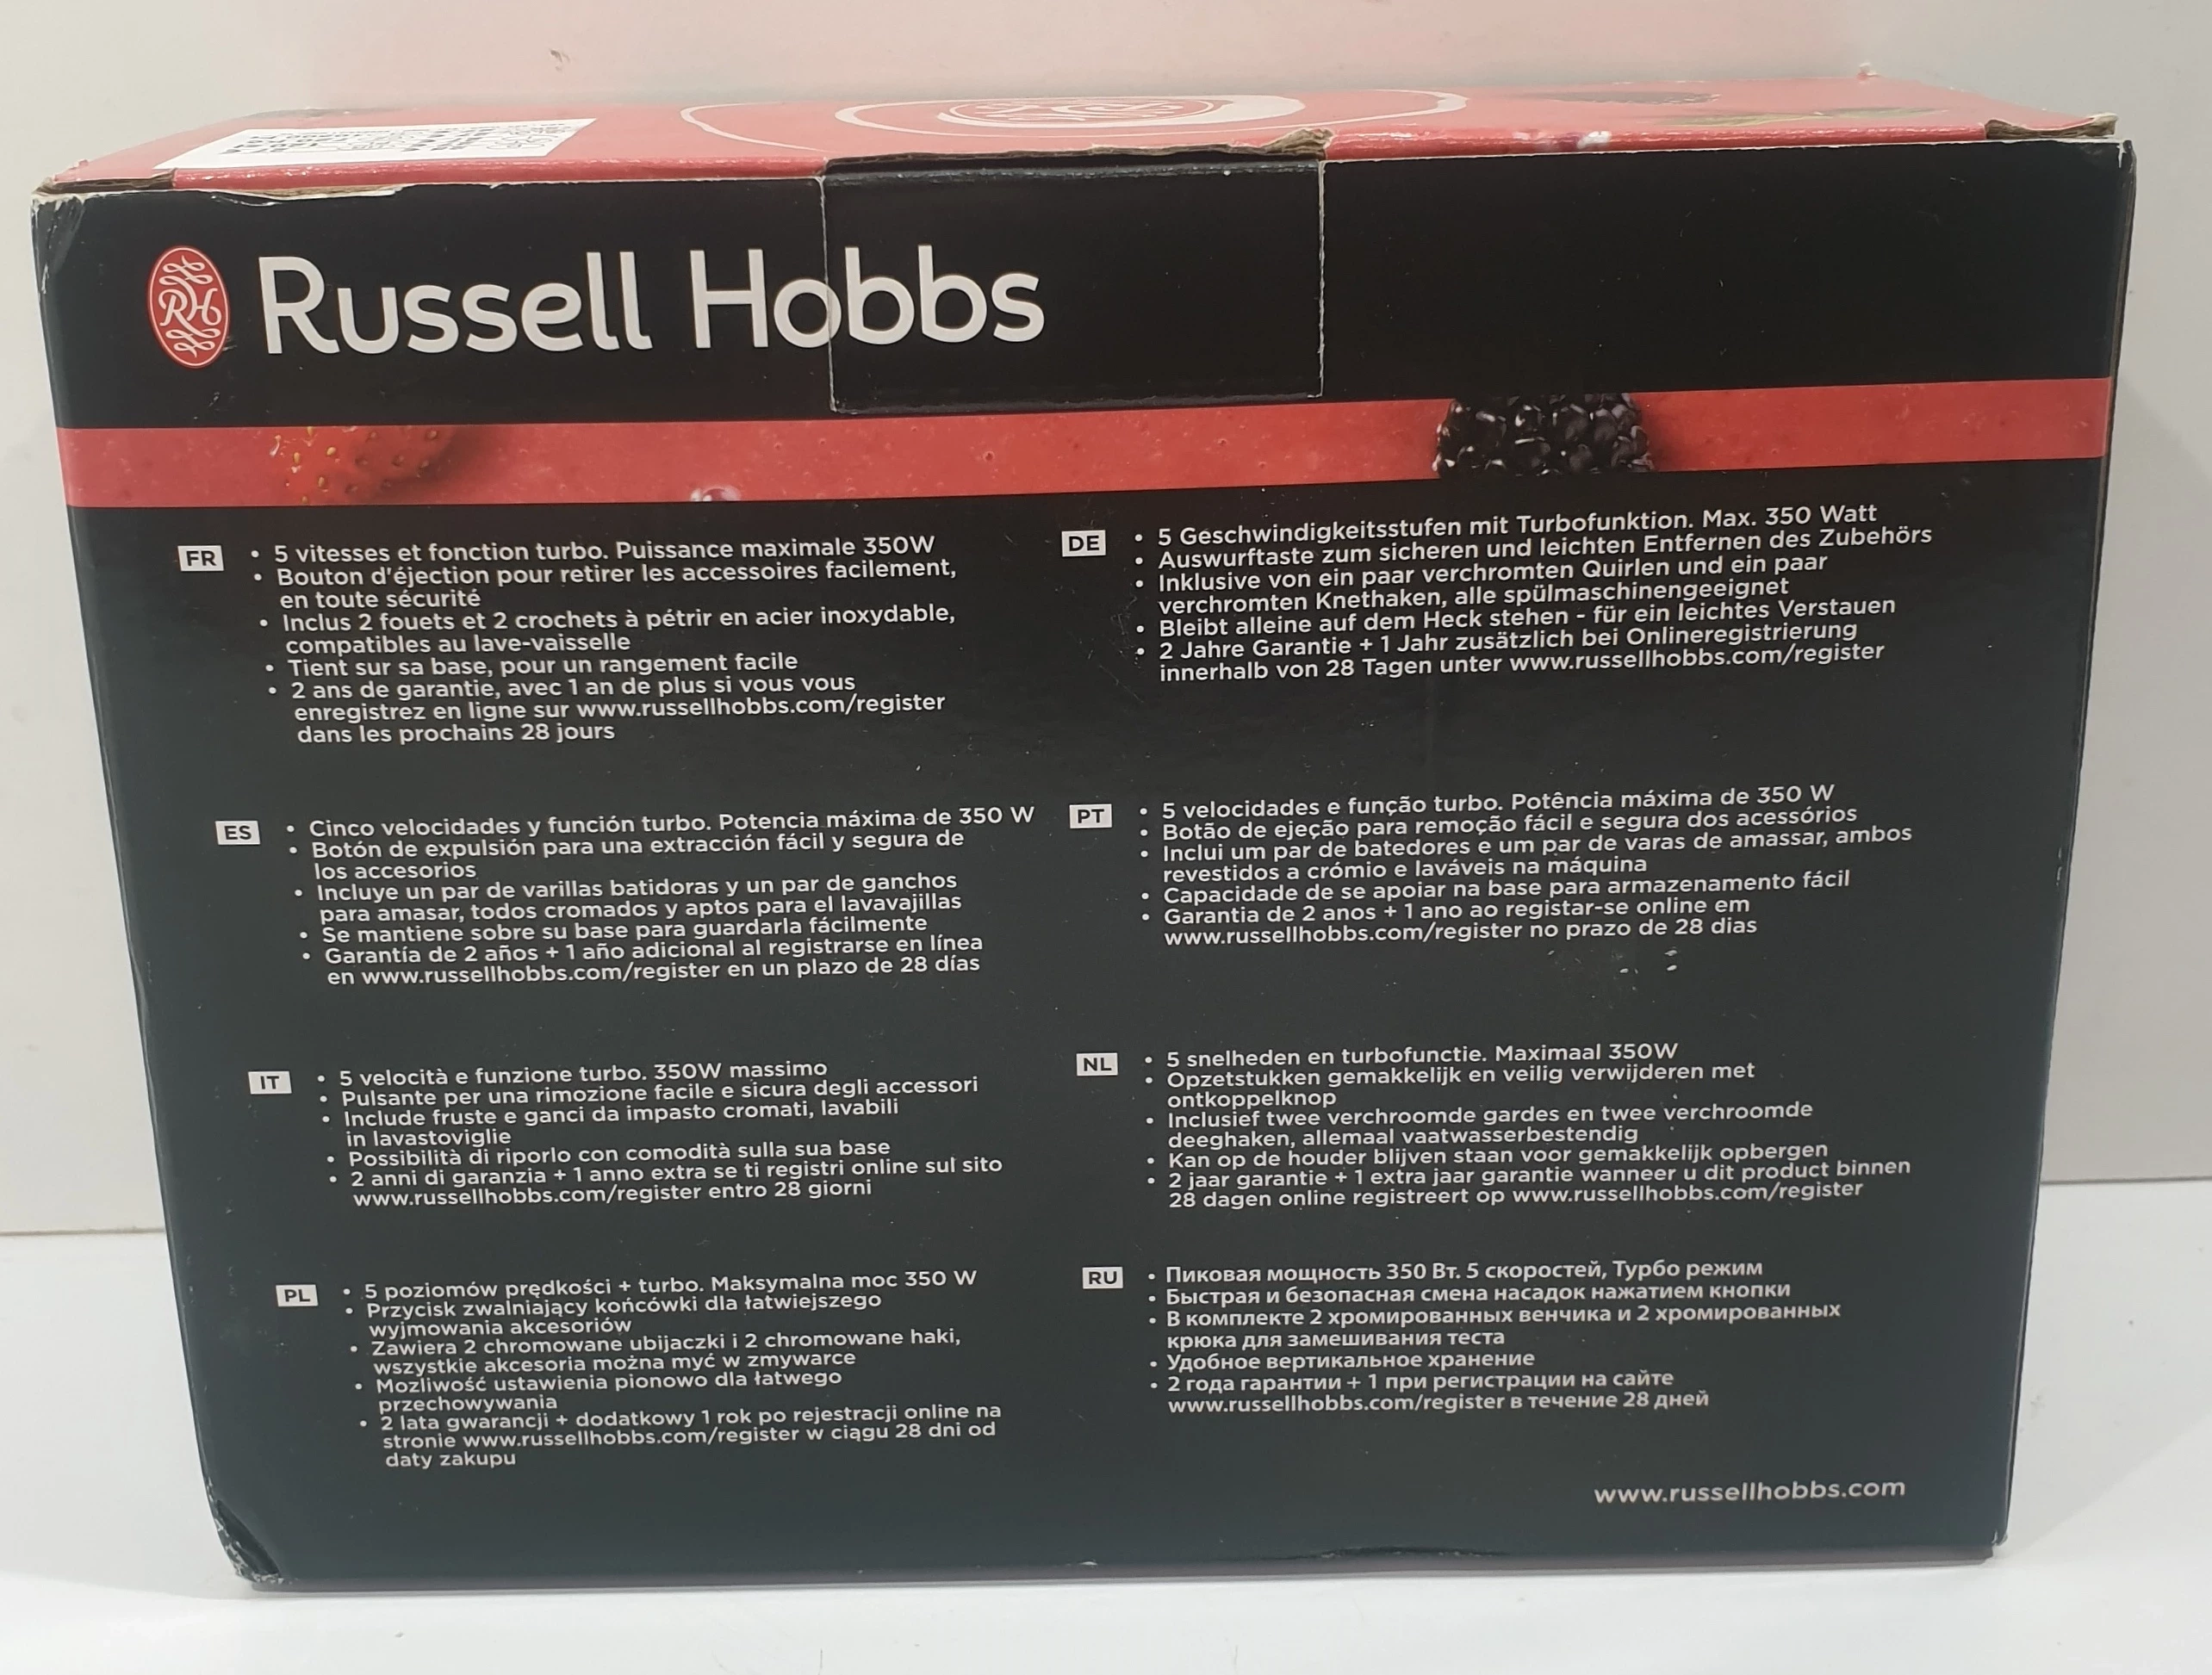 RH
Russell Hobbs
FR
• 5 vitesses et fonction turbo. Puissance maximale 350W
• Bouton d'éjection pour retirer les accessoires facilement,
en toute sécurité
• Inclus 2 fouets et 2 crochets à pétrir en acier inoxydable,
compatibles au lave-vaisselle
• Tient sur sa base, pour un rangement facile
• 2 ans de garantie, avec 1 an de plus si vous vous
enregistrez en ligne sur www.russellhobbs.com/register
dans les prochains 28 jours
DE
• 5 Geschwindigkeitsstufen mit Turbofunktion. Max. 350 Watt
• Auswurftaste zum sicheren und leichten Entfernen des Zubehörs
• Inklusive von ein paar verchromten Quirlen und ein paar
verchromten Knethaken, alle spülmaschinengeeignet
• Bleibt alleine auf dem Heck stehen - für ein leichtes Verstauen
• 2 Jahre Garantie + 1 Jahr zusätzlich bei Onlineregistrierung
innerhalb von 28 Tagen unter www.russellhobbs.com/register
ES
• Cinco velocidades y función turbo. Potencia máxima de 350 W
• Botón de expulsión para una extracción fácil y segura de
los accesorios
• Incluye un par de varillas batidoras y un par de ganchos
para amasar, todos cromados y aptos para el lavavajillas
• Se mantiene sobre su base para guardarla fácilmente
• Garantía de 2 años + 1 año adicional al registrarse en línea
en www.russellhobbs.com/register en un plazo de 28 días
PT
• 5 velocidades e função turbo. Potência máxima de 350 W
• Botão de ejeção para remoção fácil e segura dos acessórios
• Inclui um par de batedores e um par de varas de amassar, ambos
revestidos a crómio e laváveis na máquina
• Capacidade de se apoiar na base para armazenamento fácil
• Garantia de 2 anos + 1 ano ao registar-se online em
www.russellhobbs.com/register no prazo de 28 dias
IT
• 5 velocità e funzione turbo. 350W massimo
• Pulsante per una rimozione facile e sicura degli accessori
• Include fruste e ganci da impasto cromati, lavabili
in lavastoviglie
• Possibilità di riporlo con comodità sulla sua base
• 2 anni di garanzia + 1 anno extra se ti registri online sul sito
www.russellhobbs.com/register entro 28 giorni
NL
• 5 snelheden en turbofunctie. Maximaal 350W
• Opzetstukken gemakkelijk en veilig verwijderen met
ontkoppelknop
• Inclusief twee verchroomde gardes en twee verchroomde
deeghaken, allemaal vaatwasserbestendig
• Kan op de houder blijven staan voor gemakkelijk opbergen
• 2 jaar garantie + 1 extra jaar garantie wanneer u dit product binnen
28 dagen online registreert op www.russellhobbs.com/register
PL
• 5 poziomów prędkości + turbo. Maksymalna moc 350 W
• Przycisk zwalniający końcówki dla łatwiejszego
wyjmowania akcesoriów
• Zawiera 2 chromowane ubijaczki i 2 chromowane haki,
wszystkie akcesoria można myć w zmywarce
• Mozliwość ustawienia pionowo dla łatwego
przechowywania
• 2 lata gwarancji + dodatkowy 1 rok po rejestracji online na
stronie www.russellhobbs.com/register w ciągu 28 dni od
daty zakupu
RU
• Пиковая мощность 350 Вт. 5 скоростей, Турбо режим
• Быстрая и безопасная смена насадок нажатием кнопки
• В комплекте 2 хромированных венчика и 2 хромированных
крюка для замешивания теста
• Удобное вертикальное хранение
• 2 года гарантии + 1 при регистрации на сайте
www.russellhobbs.com/register в течение 28 дней
www.russellhobbs.com